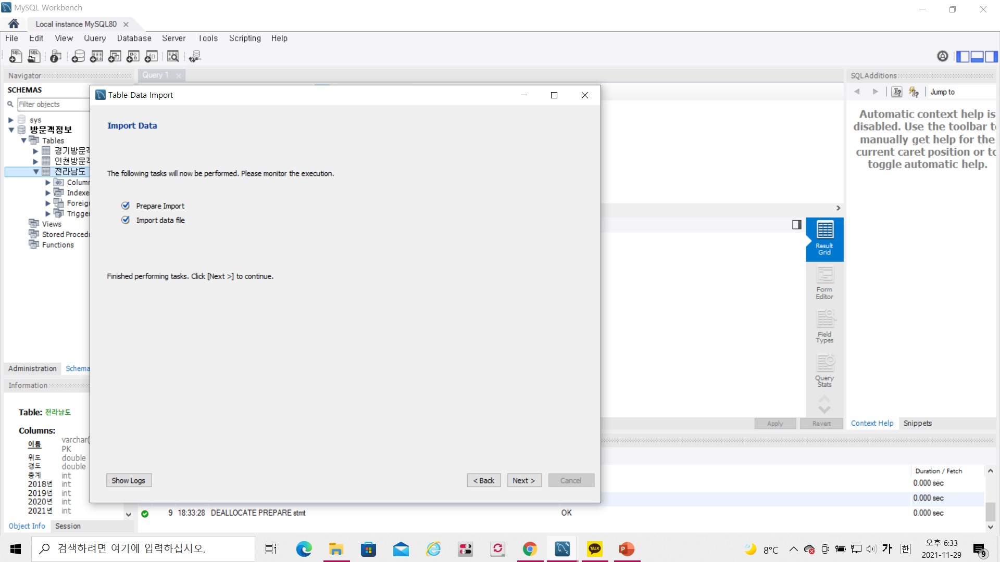 MySQL Workbench
Local instance MySQL80
File Edit View Query Database Server Tools Scripting Help
Navigator
Query 1
SQLAdditions
SCHEMAS
Filter objects
Jump to
sys
방문객정보
Tables
경기방문객
인천방문객
전라남도
Column
Indexe
Foreig
Trigge
Views
Stored Procedu
Functions
Table Data Import
Import Data
The following tasks will now be performed. Please monitor the execution.
Prepare Import
Import data file
Finished performing tasks. Click [Next >] to continue.
Show Logs
< Back
Next >
Cancel
Automatic context help is
disabled. Use the toolbar to
manually get help for the
current caret position or to
toggle automatic help.
Result
Grid
Form
Editor
Field
Types
Query
Stats
Apply
Revert
Context Help
Snippets
Administration
Schema
Information
Table: 전라남도
Columns:
이름 varchar(
PK
위도 double
경도 double
총계 int
2018년 int
2019년 int
2020년 int
2021년 int
Object Info
Session
Duration / Fetch
0.000 sec
0.000 sec
9 18:33:28 DEALLOCATE PREPARE stmt OK 0.000 sec
검색하려면 여기에 입력하십시오.
TALK
8°C
가
한
오후 6:33
2021-11-29
9